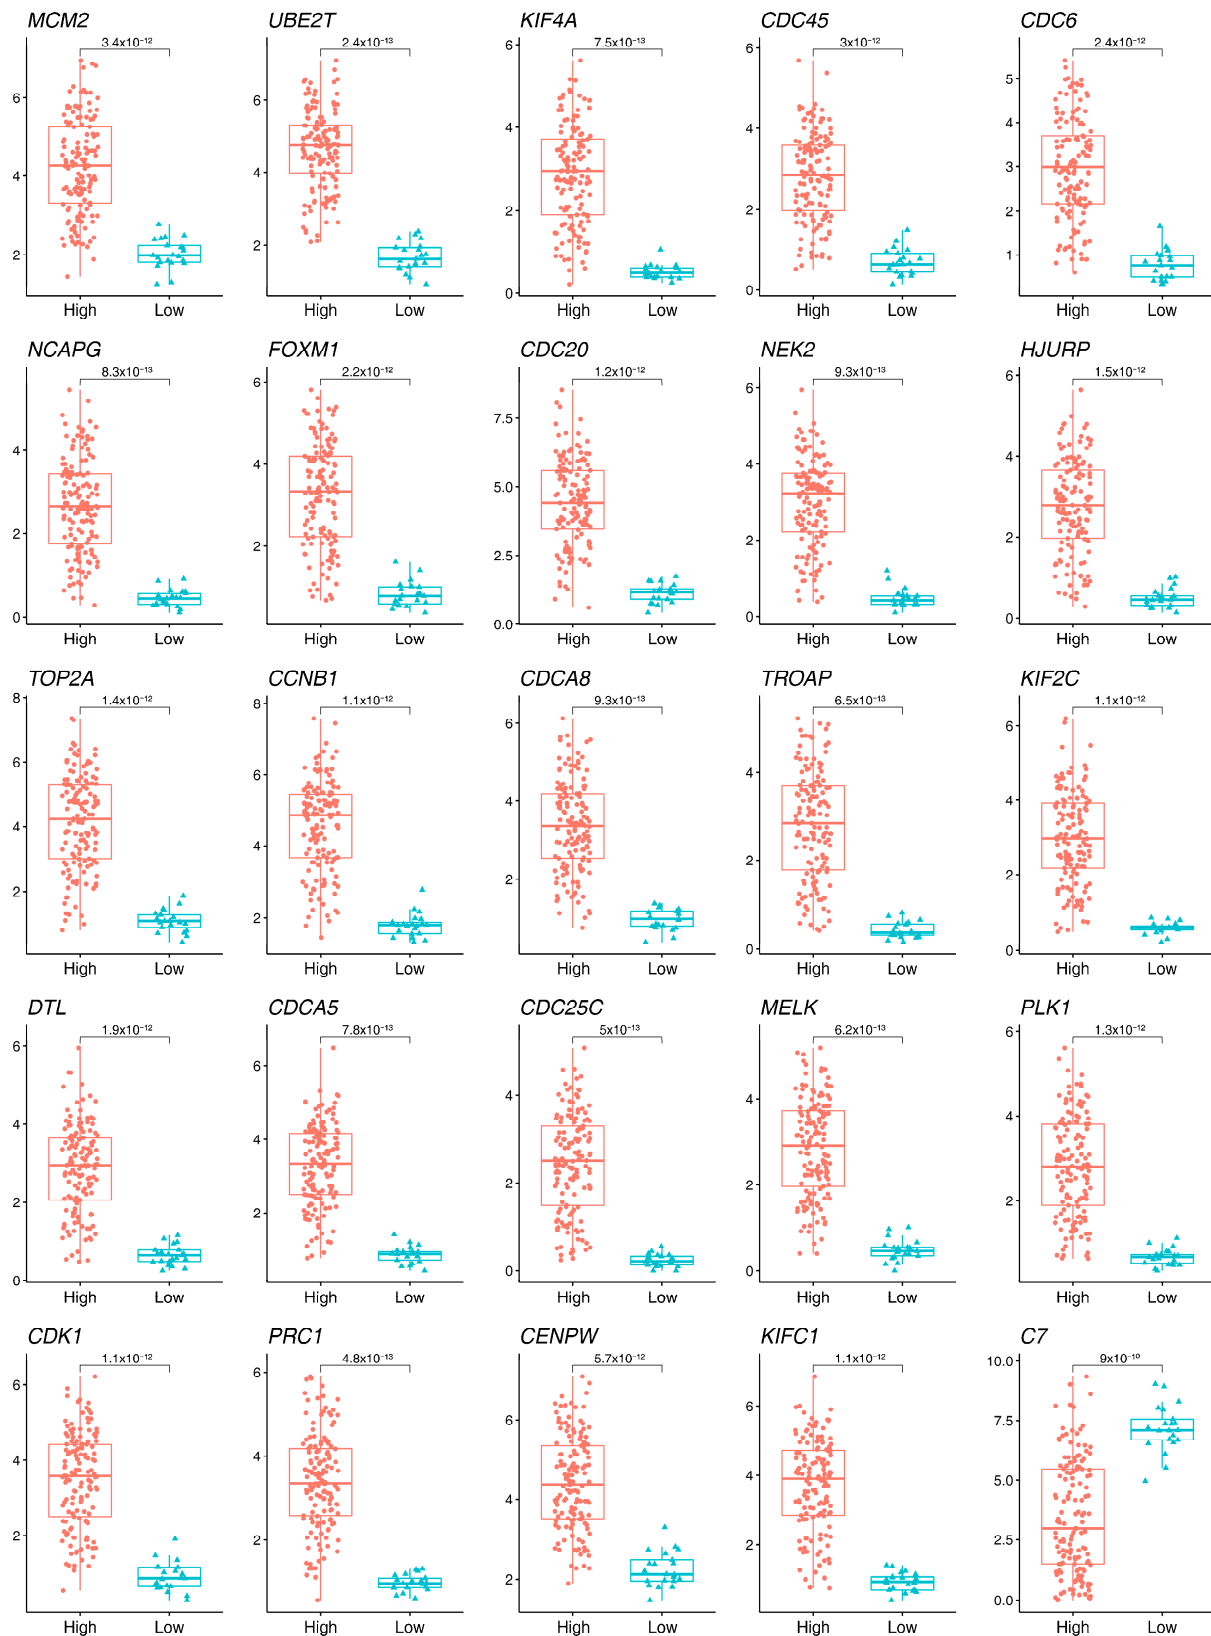 MCM2 UBE2T KIF4A CDC45 CDC6
3.4x10⁻¹² 2.4x10⁻¹³ 7.5x10⁻¹³ 3x10⁻¹² 2.4x10⁻¹²
6 4 2
6 4 2
6 4 2 0
6 4 2 0
5 4 3 2 1
High Low High Low High Low High Low High Low
NCAPG FOXM1 CDC20 NEK2 HJURP
8.3x10⁻¹³ 2.2x10⁻¹² 1.2x10⁻¹² 9.3x10⁻¹³ 1.5x10⁻¹²
4 2 0
6 4 2
7.5 5.0 2.5 0.0
6 4 2 0
6 4 2 0
High Low High Low High Low High Low High Low
TOP2A CCNB1 CDCA8 TROAP KIF2C
1.4x10⁻¹² 1.1x10⁻¹² 9.3x10⁻¹³ 6.5x10⁻¹³ 1.1x10⁻¹²
8 6 4 2
8 6 4 2
6 4 2
4 2 0
6 4 2 0
High Low High Low High Low High Low High Low
DTL CDCA5 CDC25C MELK PLK1
1.9x10⁻¹² 7.8x10⁻¹³ 5x10⁻¹³ 6.2x10⁻¹³ 1.3x10⁻¹²
6 4 2 0
6 4 2
4 2 0
4 2 0
6 4 2
High Low High Low High Low High Low High Low
CDK1 PRC1 CENPW KIFC1 C7
1.1x10⁻¹² 4.8x10⁻¹³ 5.7x10⁻¹² 1.1x10⁻¹² 9x10⁻¹⁰
6 4 2
6 4 2
6 4 2
6 4 2
10.0 7.5 5.0 2.5 0.0
High Low High Low High Low High Low High Low